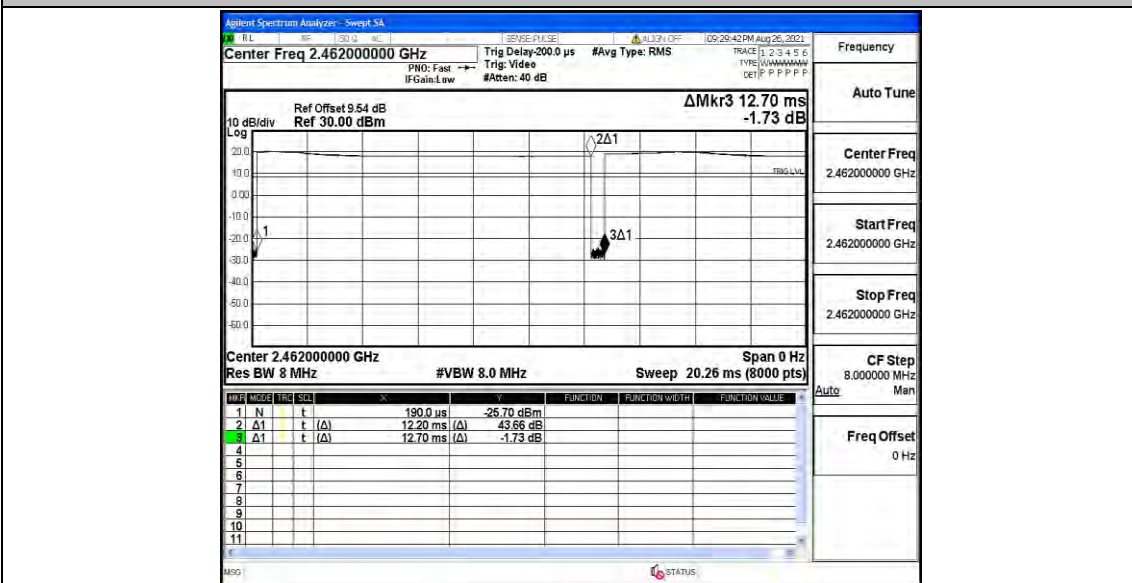 Agilent Spectrum Analyzer - Swept SA
RL RF 50 Ω AC SENSE:PULSE ALIGN OFF 09:29:42 PM Aug 26, 2021
Center Freq 2.462000000 GHz
PNO: Fast
IFGain:Low
Trig Delay-200.0 µs
Trig: Video
#Atten: 40 dB
#Avg Type: RMS
TRACE 1 2 3 4 5 6
TYPE
DET P P P P P P
Ref Offset 9.54 dB
10 dB/div Ref 30.00 dBm
Log
ΔMkr3 12.70 ms
-1.73 dB
20.0
10.0
0.00
-10.0
-20.0
-30.0
-40.0
-50.0
-60.0
2Δ1
TRIG LVL
1
3Δ1
Center 2.462000000 GHz Span 0 Hz
Res BW 8 MHz #VBW 8.0 MHz Sweep 20.26 ms (8000 pts)
MKR MODE TRC SCL X Y FUNCTION FUNCTION WIDTH FUNCTION VALUE
1 N t 190.0 µs -25.70 dBm
2 Δ1 t (Δ) 12.20 ms (Δ) 43.66 dB
3 Δ1 t (Δ) 12.70 ms (Δ) -1.73 dB
4
5
6
7
8
9
10
11
MSG STATUS
Frequency
Auto Tune
Center Freq
2.462000000 GHz
Start Freq
2.462000000 GHz
Stop Freq
2.462000000 GHz
CF Step
8.000000 MHz
Auto Man
Freq Offset
0 Hz